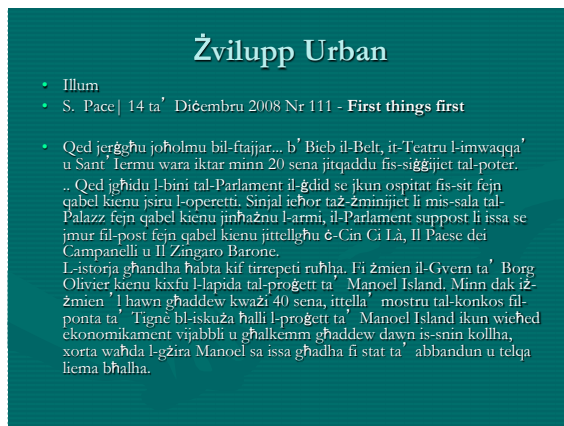 Żvilupp Urban
• Illum
• S. Pace| 14 ta' Diċembru 2008 Nr 111 - First things first
• Qed jerġgħu joħolmu bil-ftajjar... b' Bieb il-Belt, it-Teatru l-imwaqqa'
u Sant' Iermu wara iktar minn 20 sena jitqaddu fis-siġġijiet tal-poter.
.. Qed jgħidu l-bini tal-Parlament il-ġdid se jkun ospitat fis-sit fejn
qabel kienu jsiru l-operetti. Sinjal ieħor taż-żminijiet li mis-sala tal-
Palazz fejn qabel kienu jinħażnu l-armi, il-Parlament suppost li issa se
jmur fil-post fejn qabel kienu jittellgħu ċ-Cin Ci Là, Il Paese dei
Campanelli u Il Zingaro Barone.
L-istorja għandha ħabta kif tirrepeti ruħha. Fi żmien il-Gvern ta' Borg
Olivier kienu kixfu l-lapida tal-proġett ta' Manoel Island. Minn dak iż-
żmien 'l hawn għaddew kważi 40 sena, ittella' mostru tal-konkos fil-
ponta ta' Tignè bl-iskuża ħalli l-proġett ta' Manoel Island ikun wieħed
ekonomikament vijabbli u għalkemm għaddew dawn is-snin kollha,
xorta waħda l-gżira Manoel sa issa għadha fi stat ta' abbandun u telqa
liema bħalha.